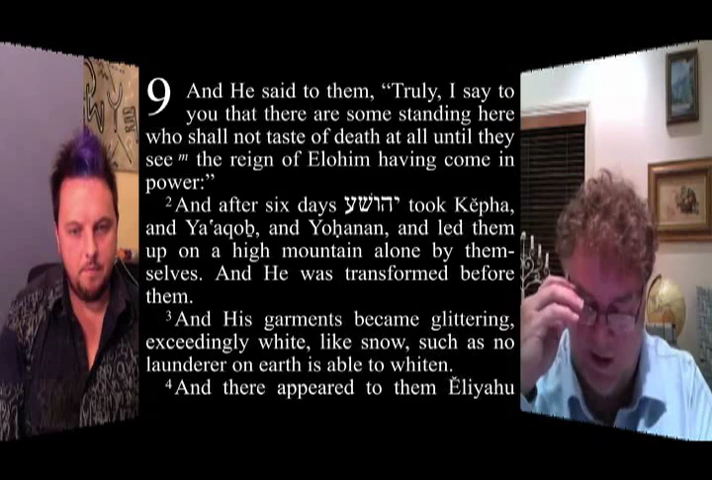 9 And He said to them, “Truly, I say to
you that there are some standing here
who shall not taste of death at all until they
see m the reign of Elohim having come in
power:”
2 And after six days יהושע took Kĕpha,
and Ya‛aqoḇ, and Yoḥanan, and led them
up on a high mountain alone by them-
selves. And He was transformed before
them.
3 And His garments became glittering,
exceedingly white, like snow, such as no
launderer on earth is able to whiten.
4 And there appeared to them Ĕliyahu